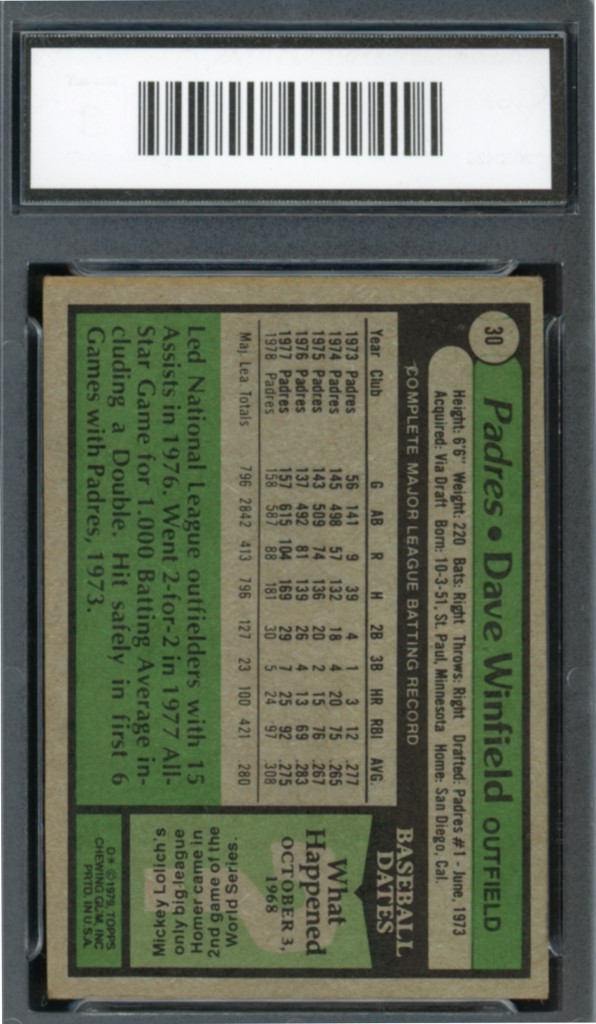 30
Padres • Dave Winfield OUTFIELD
Height: 6'6" Weight: 220 Bats: Right Throws: Right Drafted: Padres #1 - June, 1973
Acquired: Via Draft Born: 10-3-51, St. Paul, Minnesota Home: San Diego, Cal.
COMPLETE MAJOR LEAGUE BATTING RECORD
Year Club G AB R H 2B 3B HR RBI AVG.
1973 Padres 56 141 9 39 4 1 3 12 .277
1974 Padres 145 498 57 132 18 4 20 75 .265
1975 Padres 143 509 74 136 20 2 15 76 .267
1976 Padres 137 492 81 139 26 4 13 69 .283
1977 Padres 157 615 104 169 29 7 25 92 .275
1978 Padres 158 587 88 181 30 5 24 97 .308
Maj. Lea. Totals 796 2842 413 796 127 23 100 421 .280
Led National League outfielders with 15
Assists in 1976. Went 2-for-2 in 1977 All-
Star Game for 1.000 Batting Average in-
cluding a Double. Hit safely in first 6
Games with Padres, 1973.
BASEBALL
DATES
What
Happened
OCTOBER 3,
1968
Mickey Lolich's
only big league
Homer came in
2nd game of the
World Series.
D* ©1979, TOPPS
CHEWING GUM, INC.
PRTD. IN U.S.A.